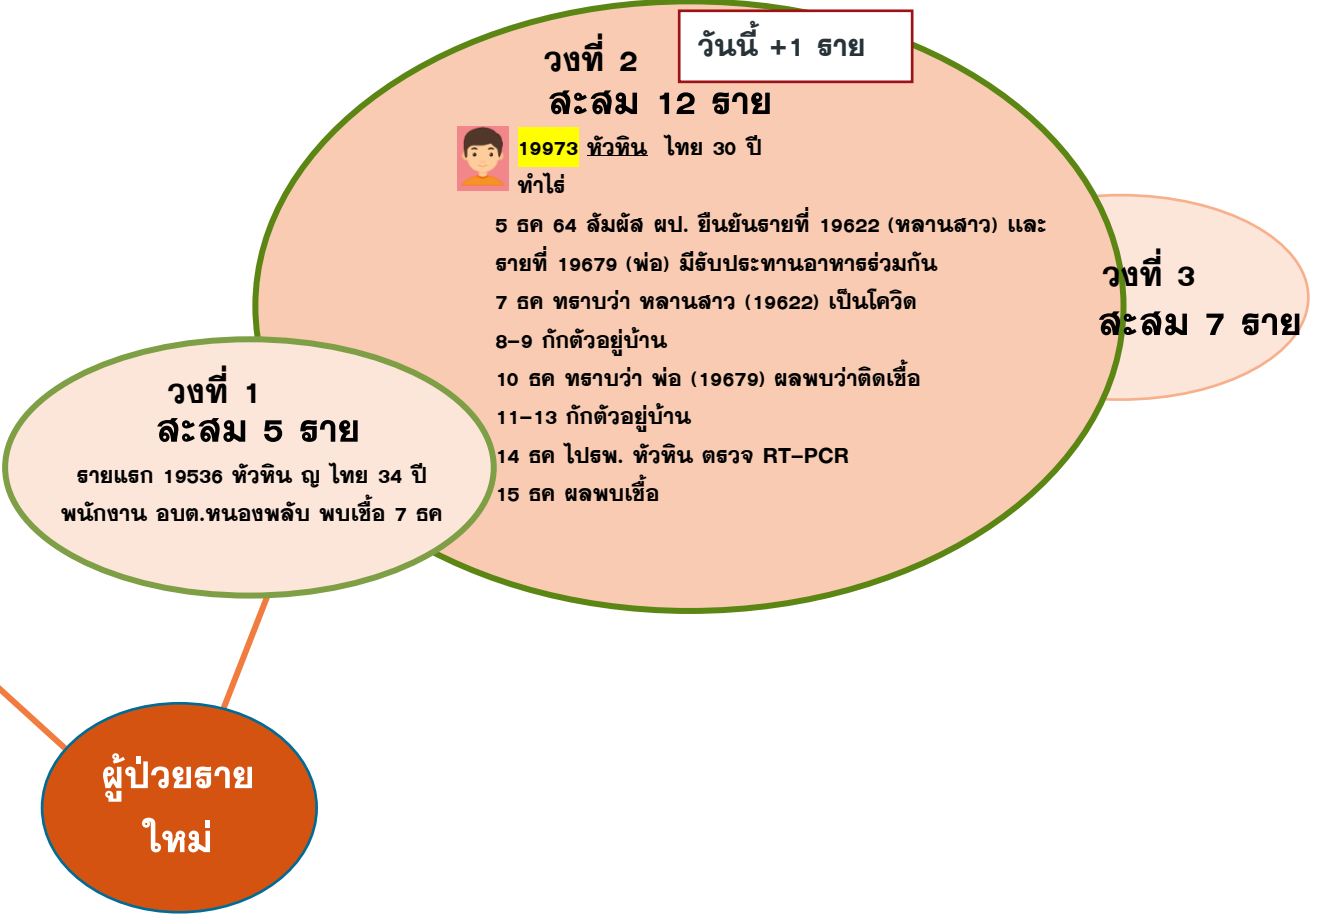 วันนี้ +1 ราย
วงที่ 2
สะสม 12 ราย
19973 หัวหิน ไทย 30 ปี
ทำไร่
5 ธค 64 สัมผัส ผป. ยืนยันรายที่ 19622 (หลานสาว) และ
รายที่ 19679 (พ่อ) มีรับประทานอาหารร่วมกัน
7 ธค ทราบว่า หลานสาว (19622) เป็นโควิด
8-9 กักตัวอยู่บ้าน
10 ธค ทราบว่า พ่อ (19679) ผลพบว่าติดเชื้อ
11-13 กักตัวอยู่บ้าน
14 ธค ไปรพ. หัวหิน ตรวจ RT-PCR
15 ธค ผลพบเชื้อ
วงที่ 3
สะสม 7 ราย
วงที่ 1
สะสม 5 ราย
รายแรก 19536 หัวหิน ญ ไทย 34 ปี
พนักงาน อบต.หนองพลับ พบเชื้อ 7 ธค
ผู้ป่วยราย
ใหม่